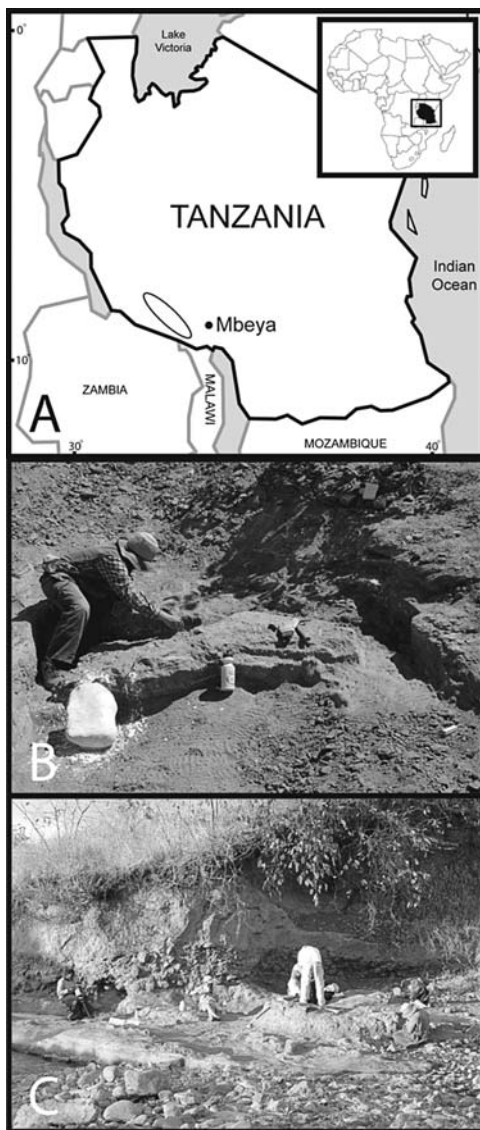 0°
Lake
Victoria
TANZANIA
Indian
Ocean
Mbeya
10°
ZAMBIA
MALAWI
MOZAMBIQUE
A
30°
40°
B
C